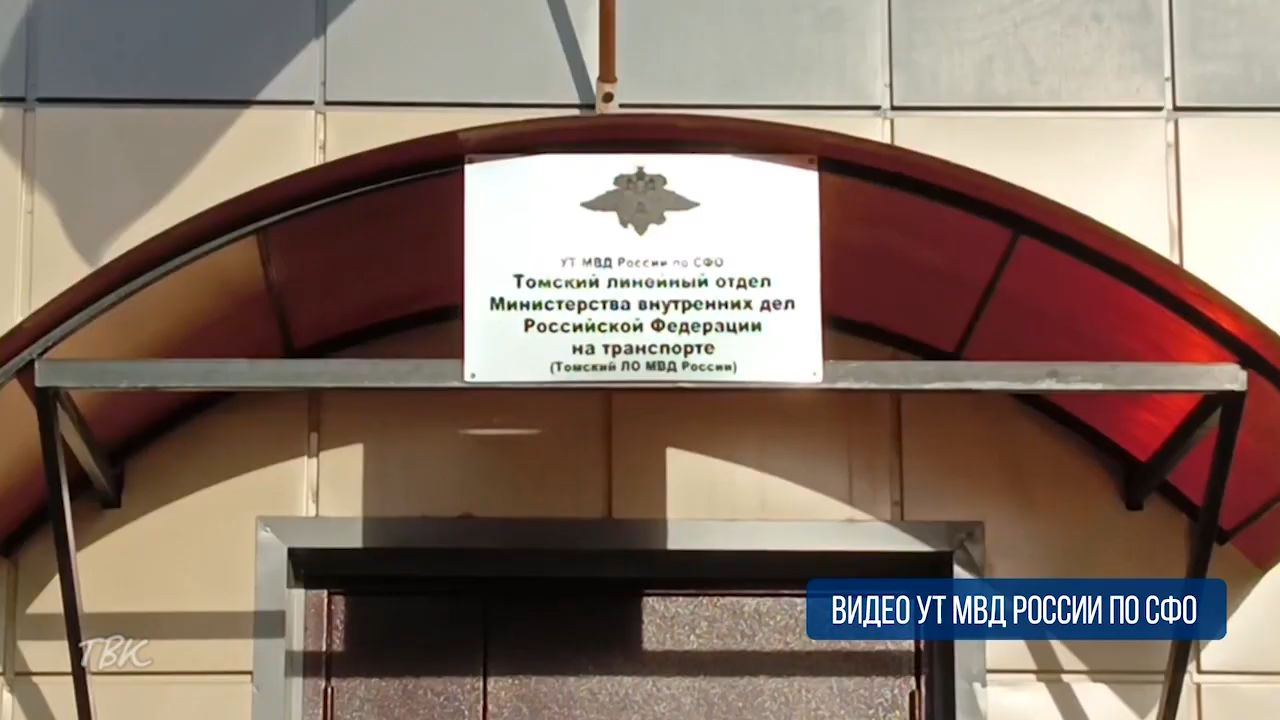 УТ МВД России по СФО
Томский линейный отдел
Министерства внутренних дел
Российской Федерации
на транспорте
(Томский ЛО МВД России)
ВИДЕО УТ МВД РОССИИ ПО СФО
ТВК